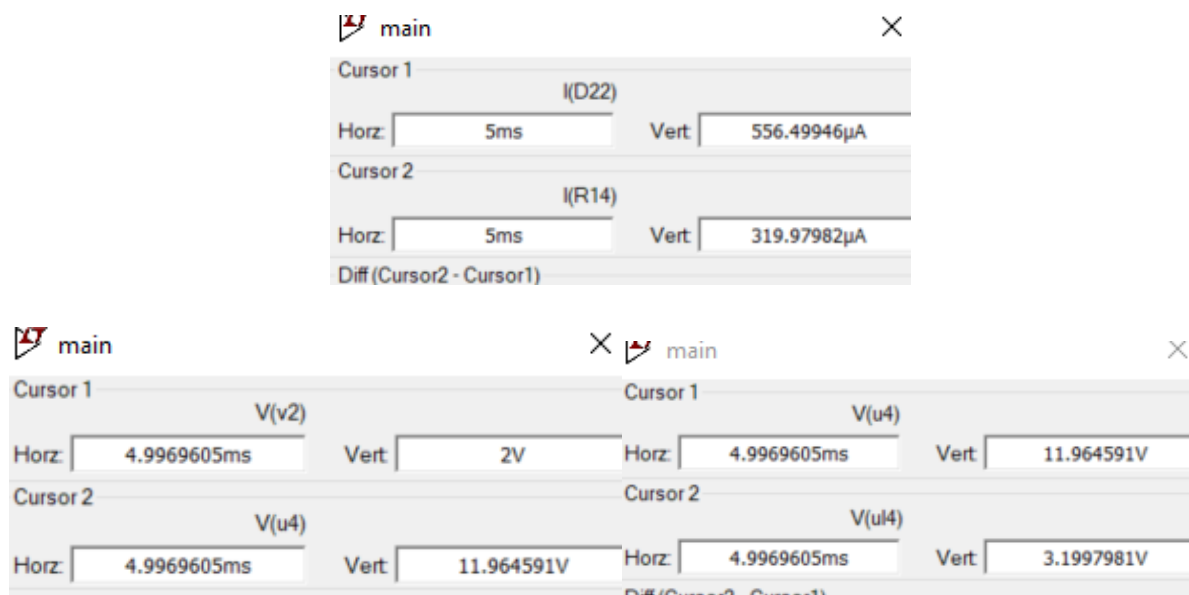 main
Cursor 1
I(D22)
Horz: 5ms Vert: 556.49946µA
Cursor 2
I(R14)
Horz: 5ms Vert: 319.97982µA
Diff (Cursor2 - Cursor1)
main
Cursor 1
V(v2)
Horz: 4.9969605ms Vert: 2V
Cursor 2
V(u4)
Horz: 4.9969605ms Vert: 11.964591V
main
Cursor 1
V(u4)
Horz: 4.9969605ms Vert: 11.964591V
Cursor 2
V(ul4)
Horz: 4.9969605ms Vert: 3.1997981V
Diff (Cursor2 - Cursor1)